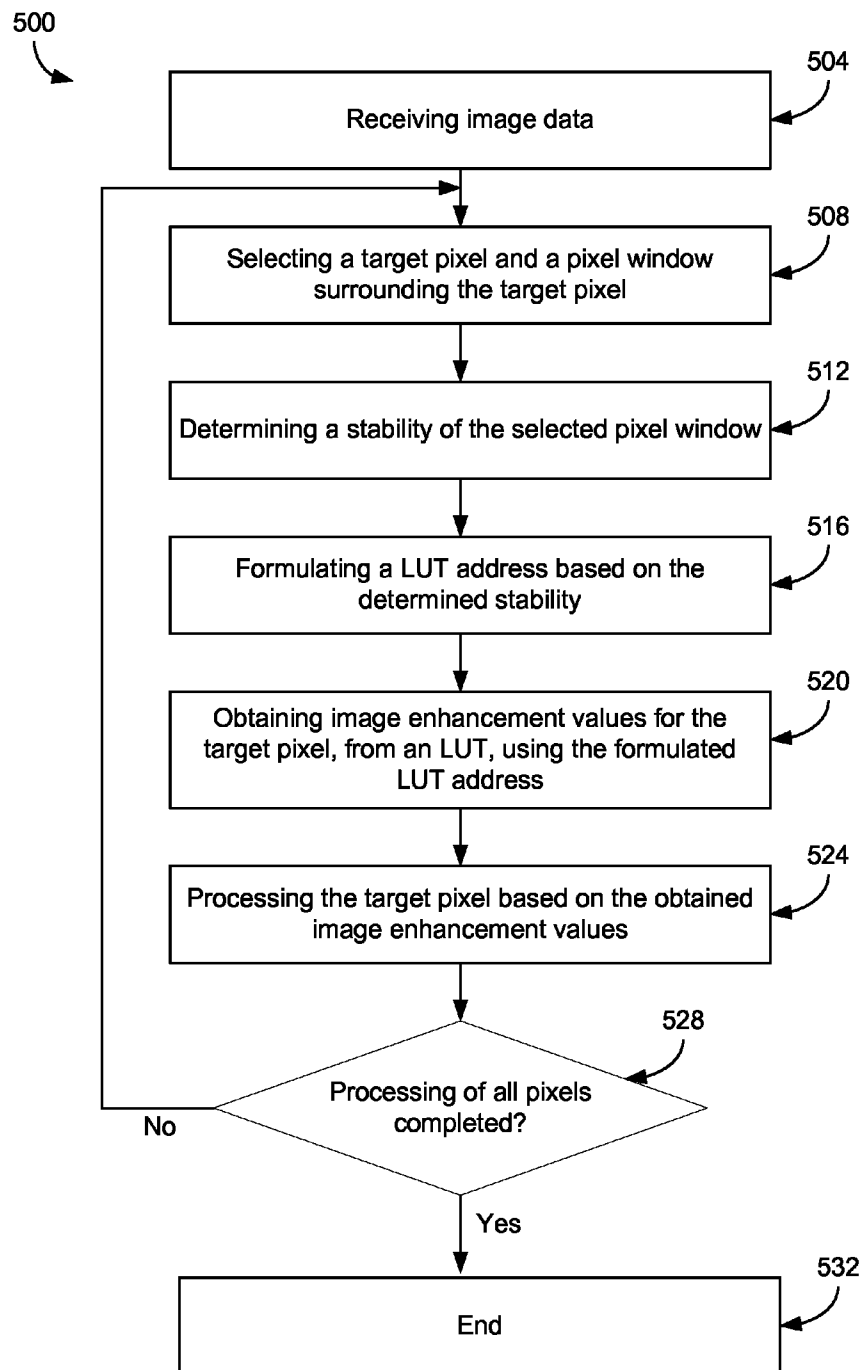 500
504
Receiving image data
508
Selecting a target pixel and a pixel window
surrounding the target pixel
512
Determining a stability of the selected pixel window
516
Formulating a LUT address based on the
determined stability
520
Obtaining image enhancement values for the
target pixel, from an LUT, using the formulated
LUT address
524
Processing the target pixel based on the obtained
image enhancement values
528
Processing of all pixels
completed?
No
Yes
532
End